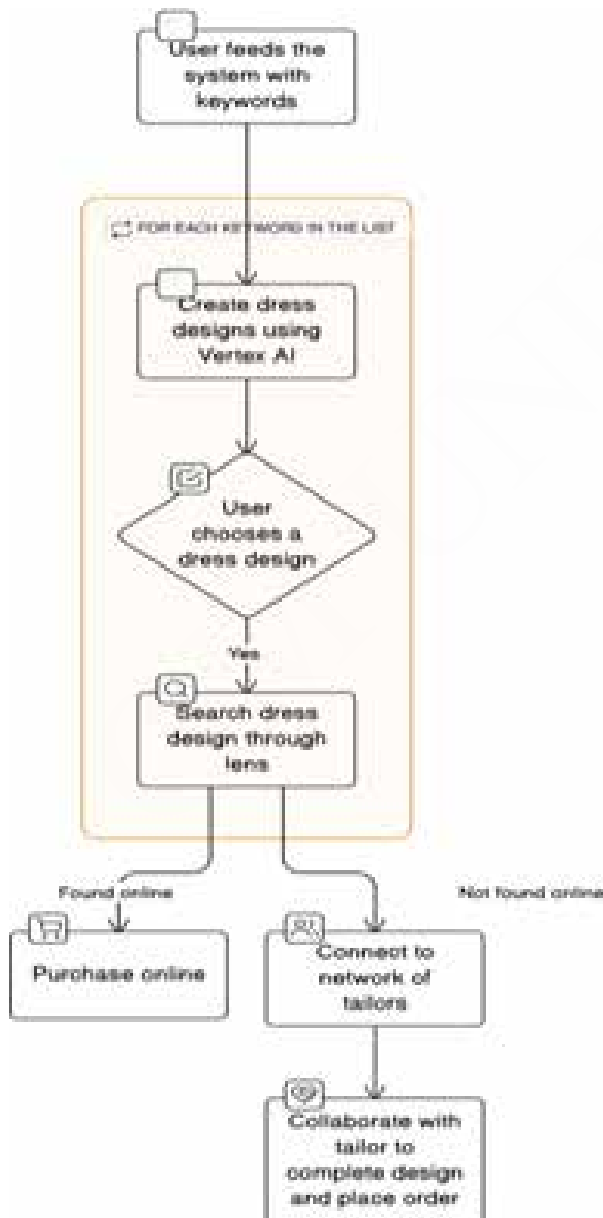 User feeds the
system with
keywords
FOR EACH KEYWORD IN THE LIST
Create dress
designs using
Vertex AI
User
chooses a
dress design
Yes
Search dress
design through
lens
Found online
Not found online
Purchase online
Connect to
network of
tailors
Collaborate with
tailor to
complete design
and place order